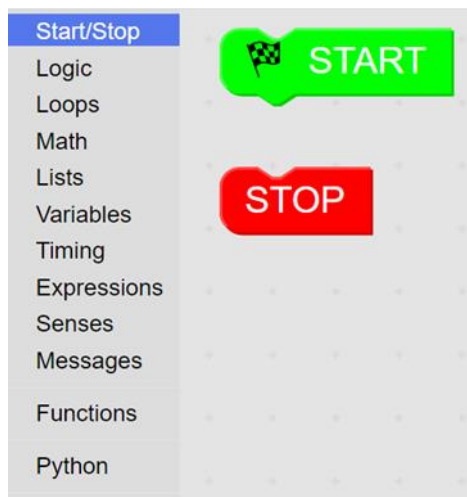 Start/Stop
Logic
Loops
Math
Lists
Variables
Timing
Expressions
Senses
Messages
Functions
Python
START
STOP